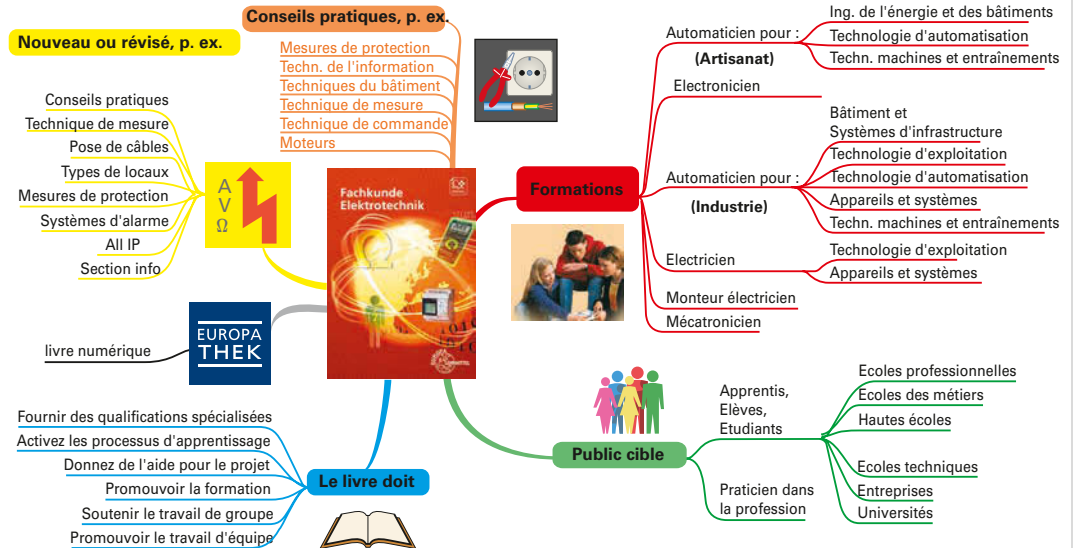 Nouveau ou révisé, p. ex.
Conseils pratiques
Technique de mesure
Pose de câbles
Types de locaux
Mesures de protection
Systèmes d'alarme
All IP
Section info
A
V
Ω
Conseils pratiques, p. ex.
Mesures de protection
Techn. de l'information
Techniques du bâtiment
Technique de mesure
Technique de commande
Moteurs
Fachkunde
Elektrotechnik
Formations
Automaticien pour :
(Artisanat)
Ing. de l'énergie et des bâtiments
Technologie d'automatisation
Techn. machines et entraînements
Electronicien
Automaticien pour :
(Industrie)
Bâtiment et
Systèmes d'infrastructure
Technologie d'exploitation
Technologie d'automatisation
Appareils et systèmes
Techn. machines et entraînements
Electricien
Technologie d'exploitation
Appareils et systèmes
Monteur électricien
Mécatronicien
livre numérique
EUROPA
THEK
Le livre doit
Fournir des qualifications spécialisées
Activez les processus d'apprentissage
Donnez de l'aide pour le projet
Promouvoir la formation
Soutenir le travail de groupe
Promouvoir le travail d'équipe
Public cible
Apprentis,
Elèves,
Etudiants
Ecoles professionnelles
Ecoles des métiers
Hautes écoles
Ecoles techniques
Entreprises
Universités
Praticien dans
la profession